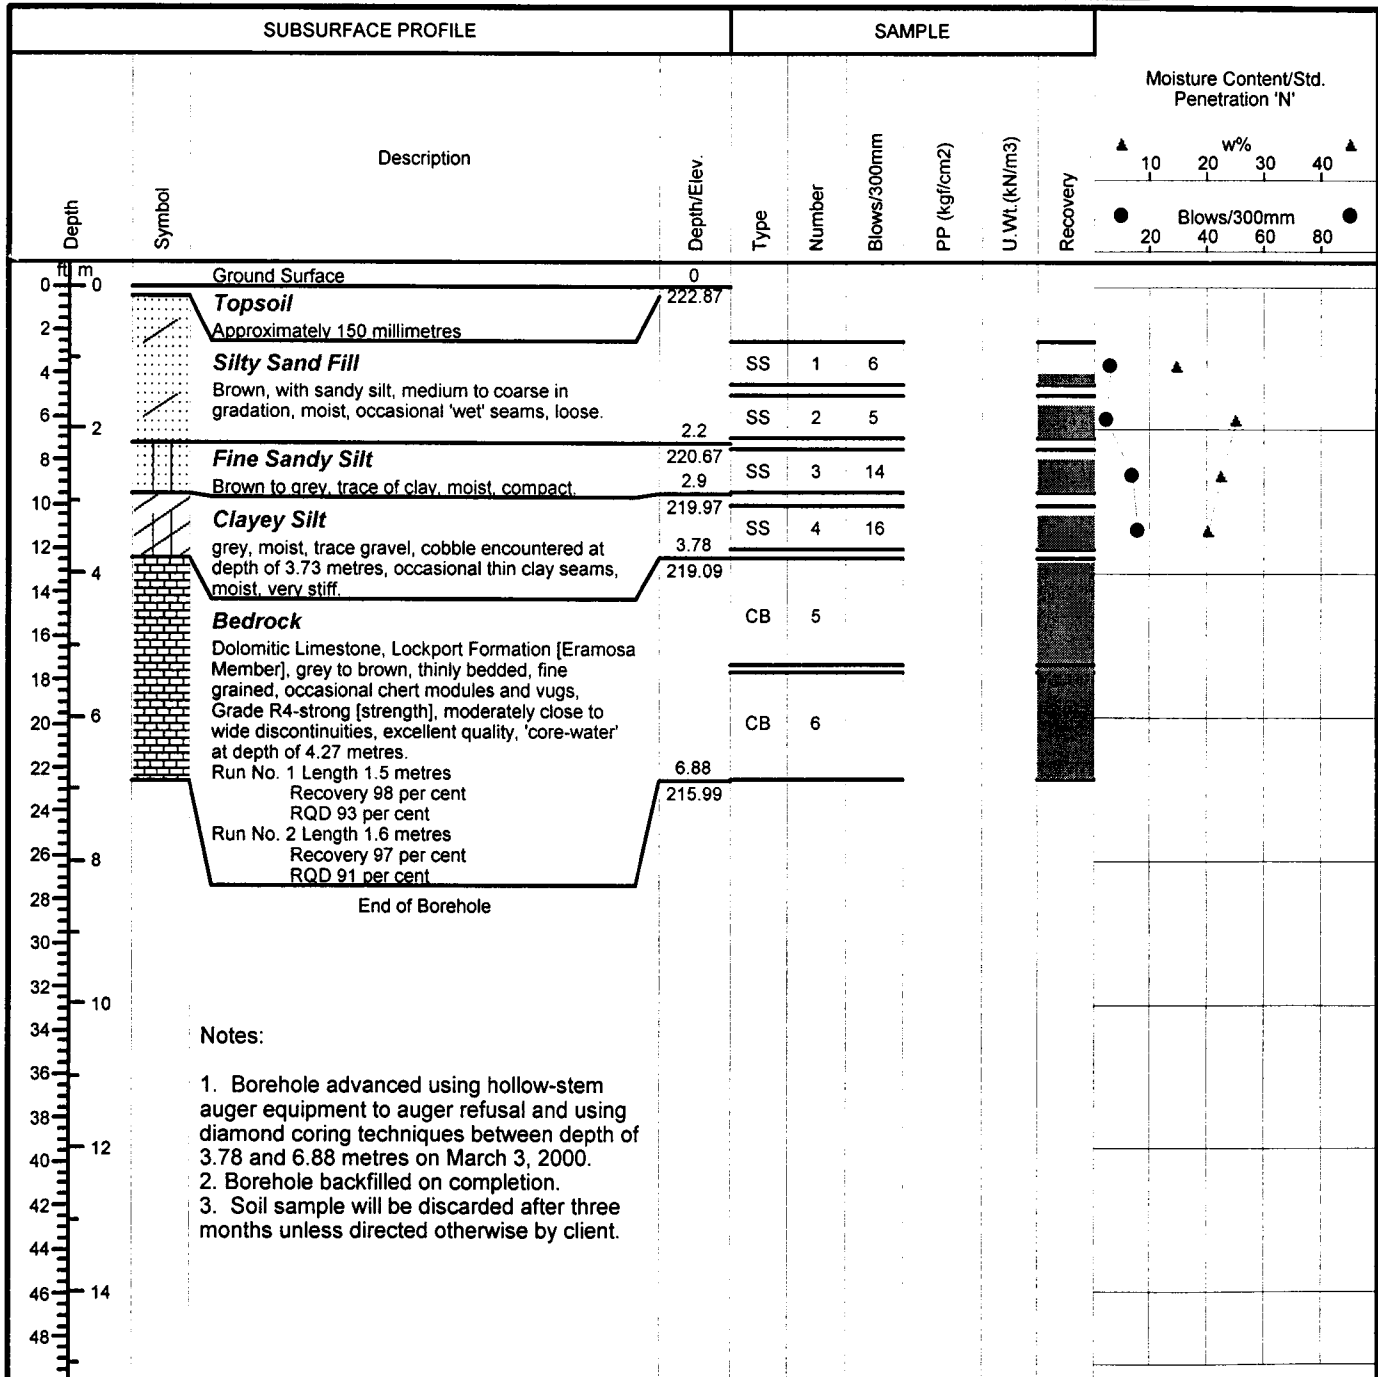 SUBSURFACE PROFILE
SAMPLE
Moisture Content/Std.
Penetration 'N'
Depth
Symbol
Description
Depth/Elev.
Type
Number
Blows/300mm
PP (kgf/cm2)
U.Wt.(kN/m3)
Recovery
w%
10 20 30 40
Blows/300mm
20 40 60 80
ft m
0 0
2
4
6
2
8
10
12
4
14
16
18
20 6
22
24
26 8
28
30
32
10
34
36
38
40 12
42
44
46 14
48
Ground Surface 0
222.87
Topsoil
Approximately 150 millimetres
Silty Sand Fill
Brown, with sandy silt, medium to coarse in
gradation, moist, occasional 'wet' seams, loose.
2.2
220.67
Fine Sandy Silt
Brown to grey, trace of clay, moist, compact.
2.9
219.97
Clayey Silt
grey, moist, trace gravel, cobble encountered at
depth of 3.73 metres, occasional thin clay seams,
moist, very stiff.
3.78
219.09
Bedrock
Dolomitic Limestone, Lockport Formation [Eramosa
Member], grey to brown, thinly bedded, fine
grained, occasional chert modules and vugs,
Grade R4-strong [strength], moderately close to
wide discontinuities, excellent quality, 'core-water'
at depth of 4.27 metres.
Run No. 1 Length 1.5 metres
Recovery 98 per cent
RQD 93 per cent
Run No. 2 Length 1.6 metres
Recovery 97 per cent
RQD 91 per cent
6.88
215.99
End of Borehole
SS 1 6
SS 2 5
SS 3 14
SS 4 16
CB 5
CB 6
Notes:
1. Borehole advanced using hollow-stem
auger equipment to auger refusal and using
diamond coring techniques between depth of
3.78 and 6.88 metres on March 3, 2000.
2. Borehole backfilled on completion.
3. Soil sample will be discarded after three
months unless directed otherwise by client.